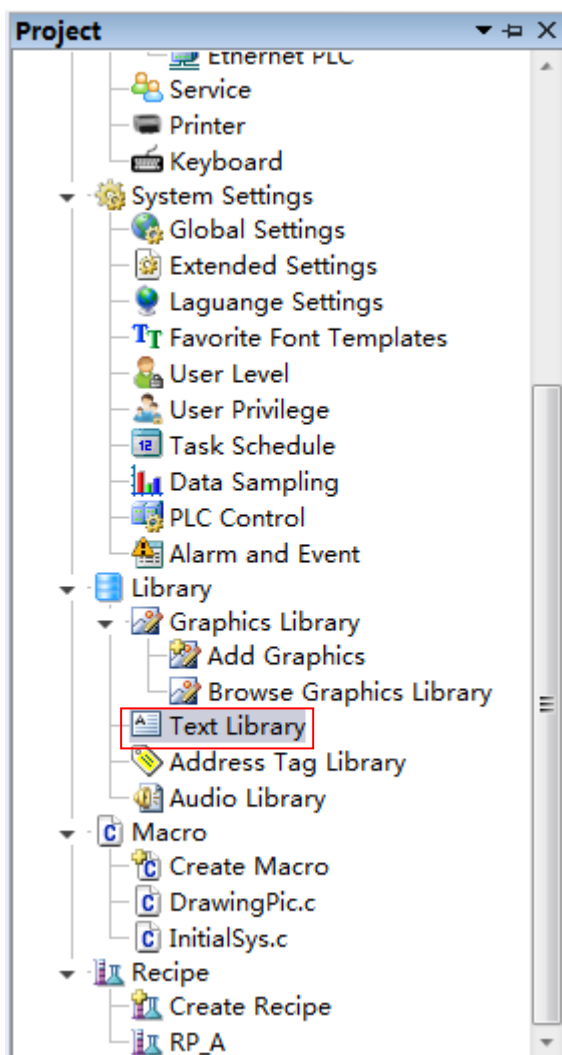 Project
Ethernet PLC
Service
Printer
Keyboard
System Settings
Global Settings
Extended Settings
Laguange Settings
Favorite Font Templates
User Level
User Privilege
Task Schedule
Data Sampling
PLC Control
Alarm and Event
Library
Graphics Library
Add Graphics
Browse Graphics Library
Text Library
Address Tag Library
Audio Library
Macro
Create Macro
DrawingPic.c
InitialSys.c
Recipe
Create Recipe
RP_A